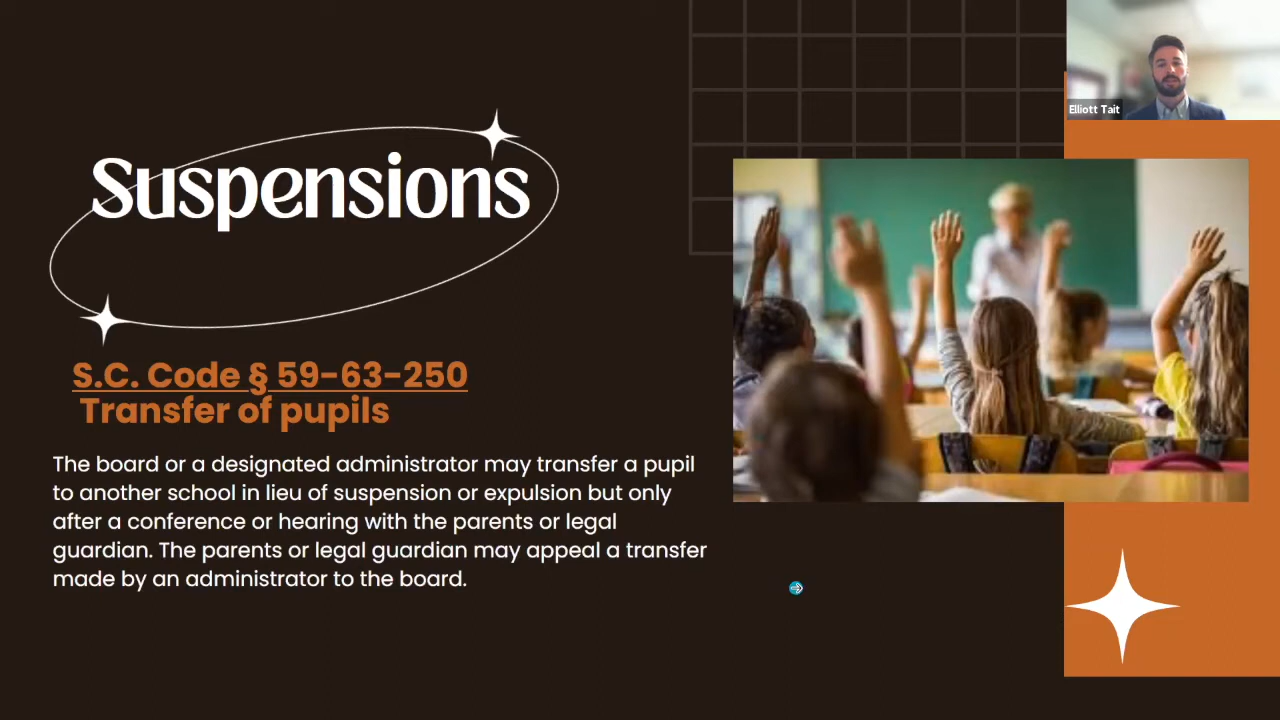 Elliott Tait
Suspensions
S.C. Code § 59-63-250
Transfer of pupils
The board or a designated administrator may transfer a pupil
to another school in lieu of suspension or expulsion but only
after a conference or hearing with the parents or legal
guardian. The parents or legal guardian may appeal a transfer
made by an administrator to the board.